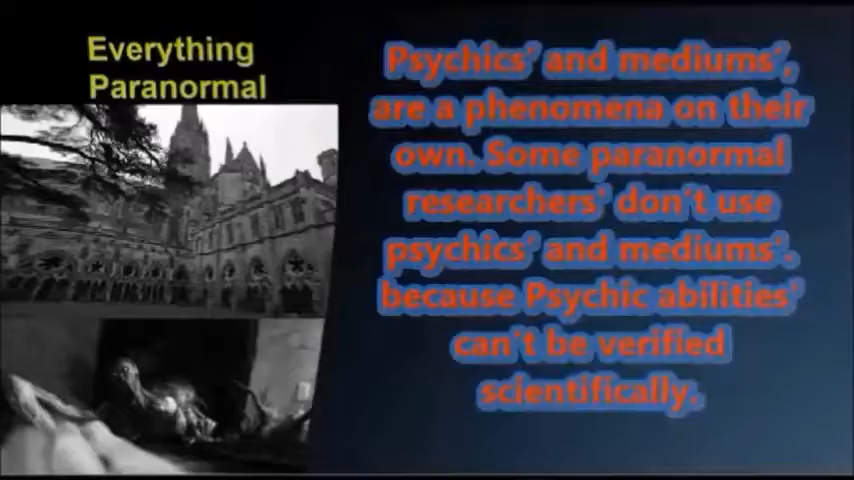 Everything
Paranormal
Psychics' and mediums',
are a phenomena on their
own. Some paranormal
researchers' don't use
psychics' and mediums'.
because Psychic abilities'
can't be verified
scientifically.